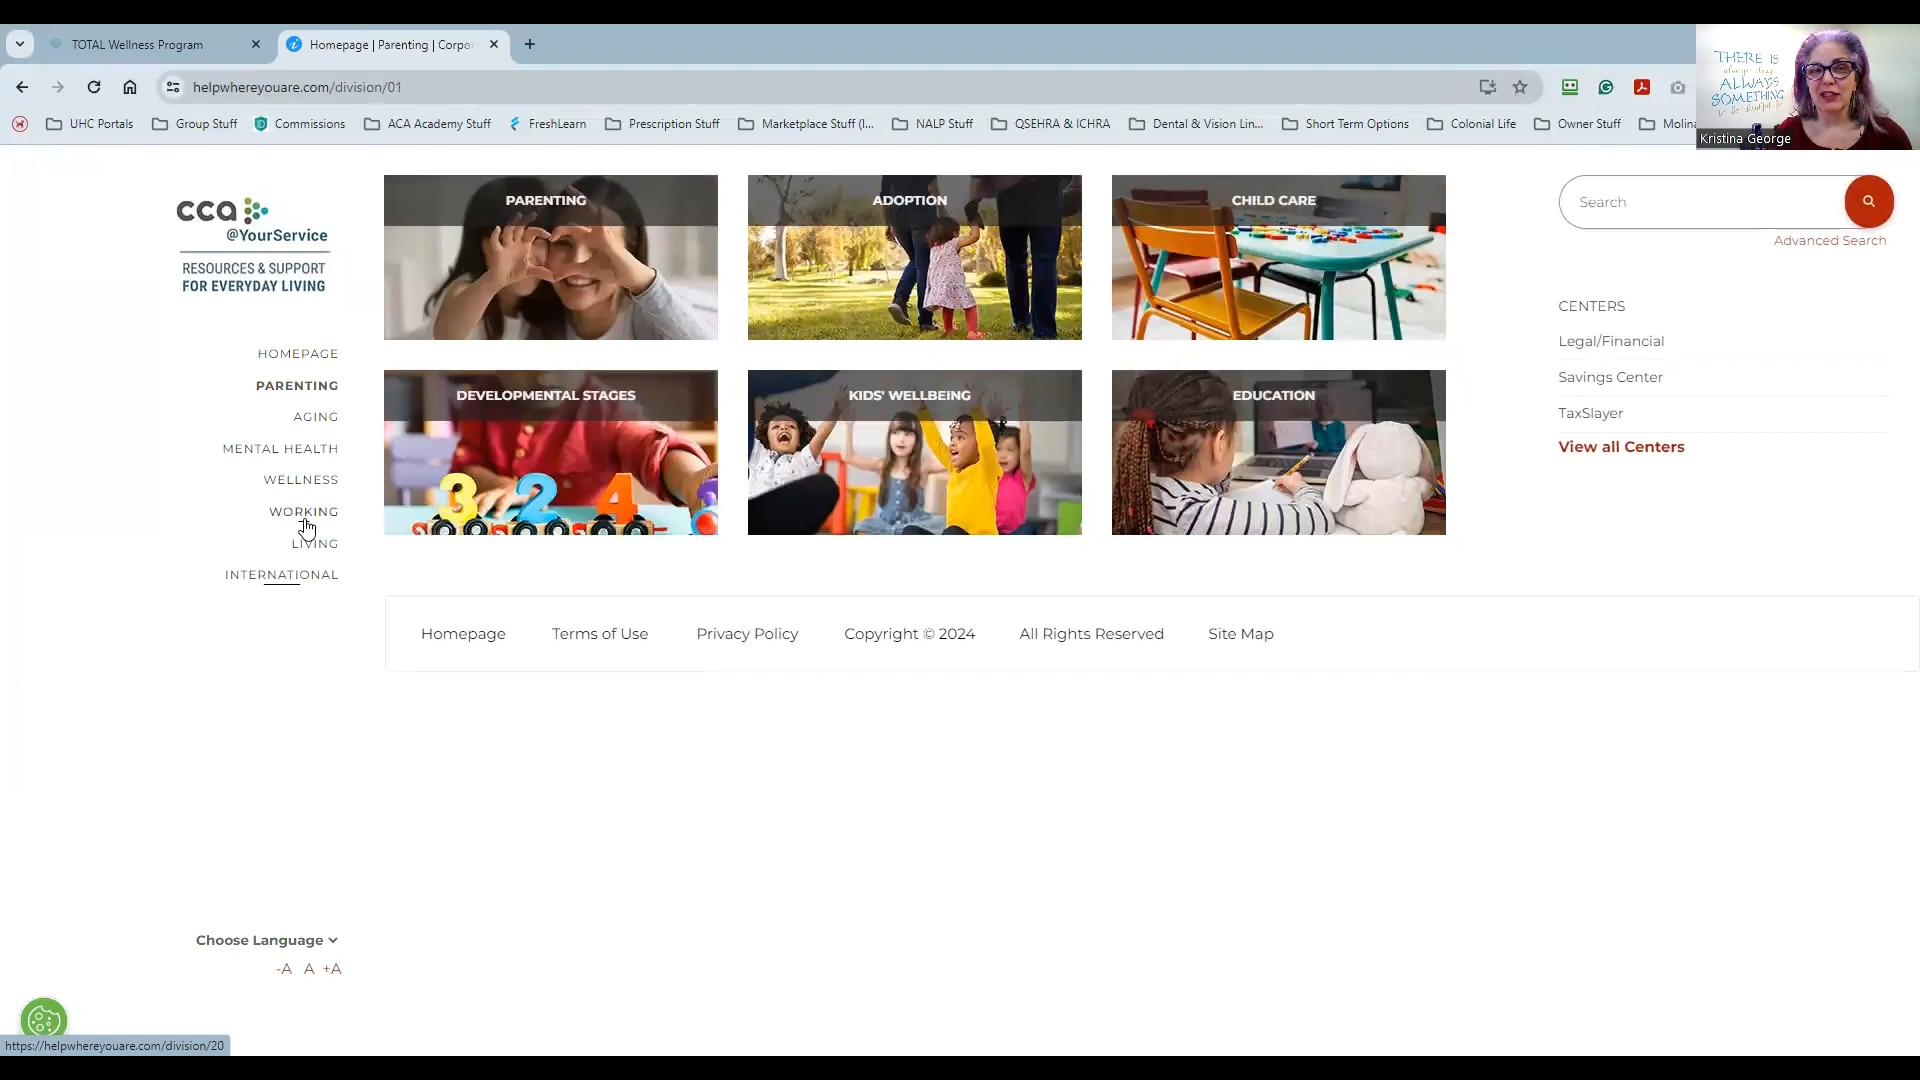 TOTAL Wellness Program
Homepage | Parenting | Corpo
helpwhereyouare.com/division/01
UHC Portals
Group Stuff
Commissions
ACA Academy Stuff
FreshLearn
Prescription Stuff
Marketplace Stuff (I...
NALP Stuff
QSEHRA & ICHRA
Dental & Vision Lin...
Short Term Options
Colonial Life
Owner Stuff
Molina
THERE IS
ALWAYS
SOMETHING
Kristina George
cca
@YourService
RESOURCES & SUPPORT
FOR EVERYDAY LIVING
HOMEPAGE
PARENTING
AGING
MENTAL HEALTH
WELLNESS
WORKING
LIVING
INTERNATIONAL
PARENTING
ADOPTION
CHILD CARE
DEVELOPMENTAL STAGES
KIDS' WELLBEING
EDUCATION
3 2 4
Search
Advanced Search
CENTERS
Legal/Financial
Savings Center
TaxSlayer
View all Centers
Homepage
Terms of Use
Privacy Policy
Copyright © 2024
All Rights Reserved
Site Map
Choose Language
-A A +A
https://helpwhereyouare.com/division/20